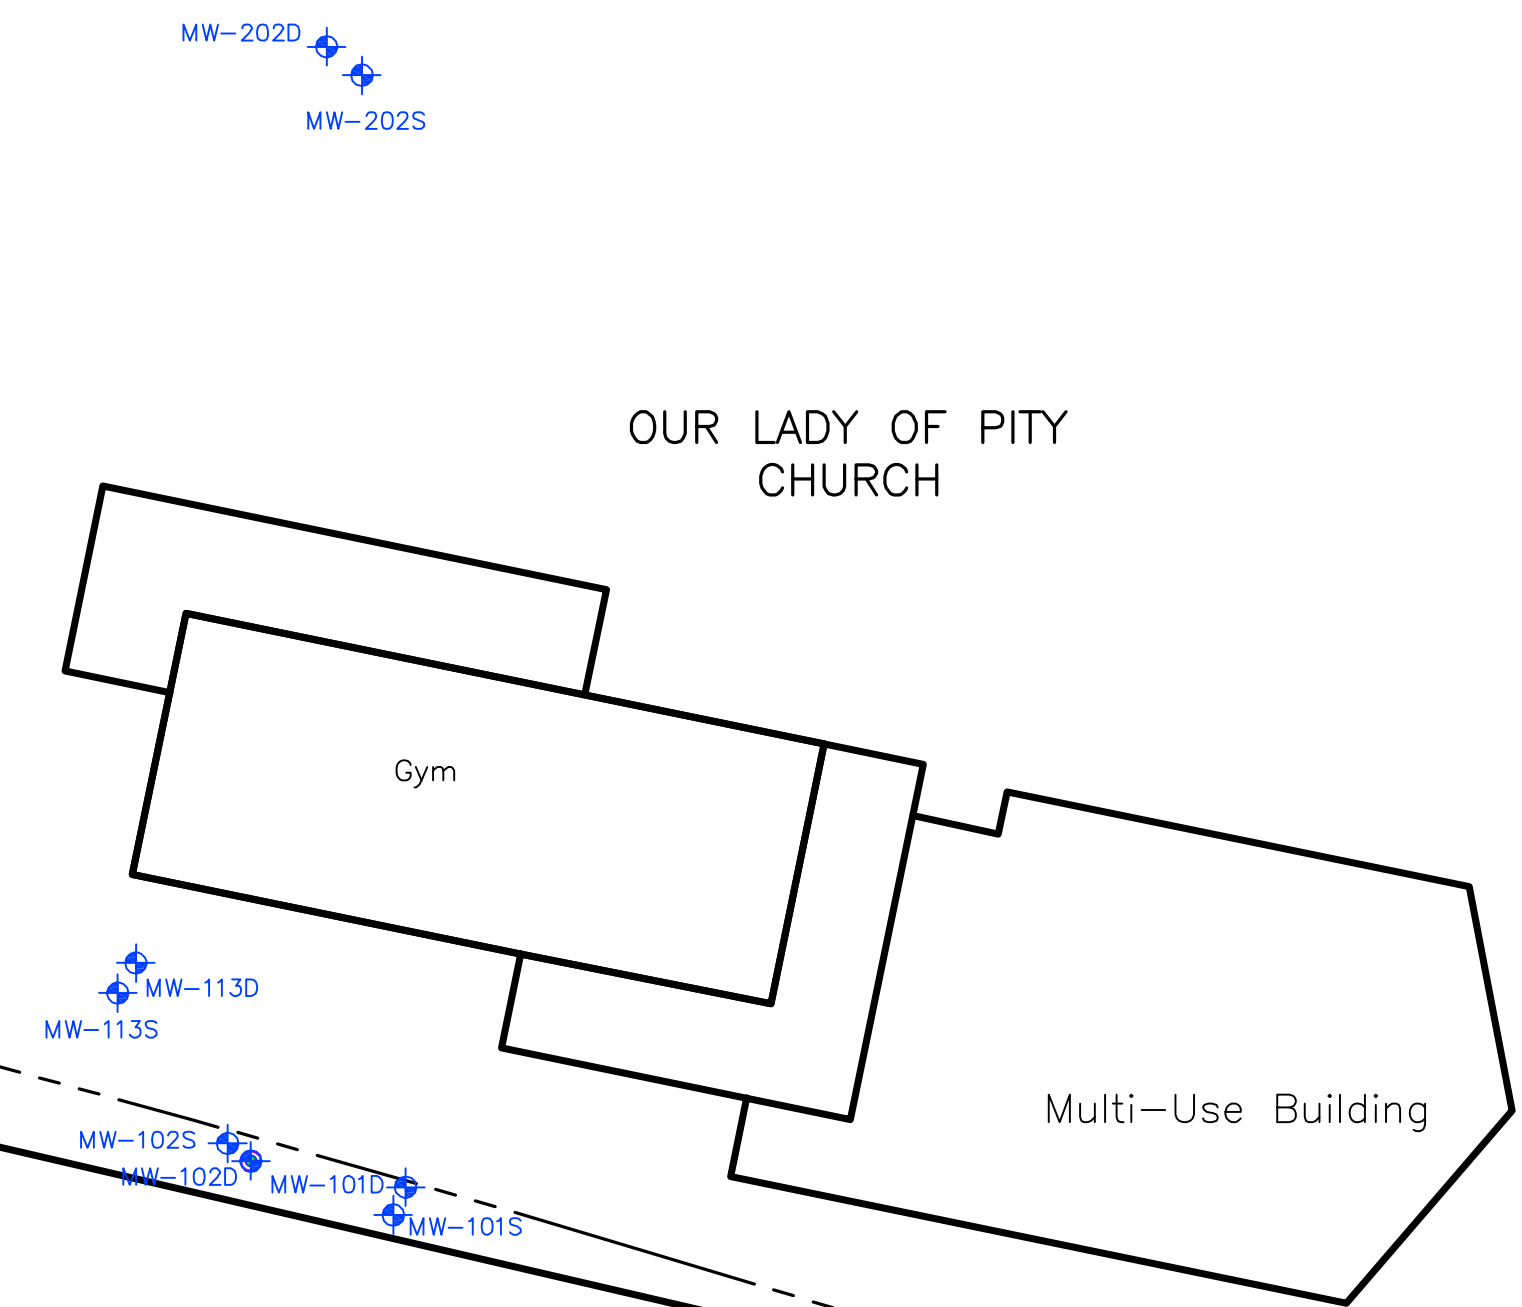 MW-202D
MW-202S
OUR LADY OF PITY
CHURCH
Gym
MW-113D
MW-113S
Multi-Use Building
MW-102S
MW-102D
MW-101D
MW-101S